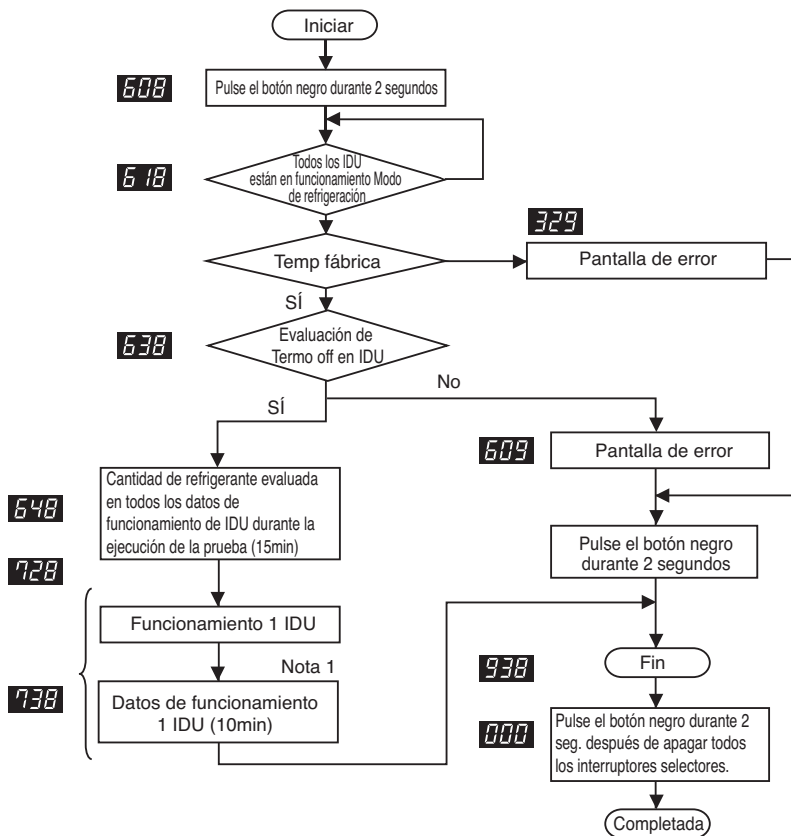 Iniciar
608
Pulse el botón negro durante 2 segundos
618
Todos los IDU
están en funcionamiento Modo
de refrigeración
329
Temp fábrica
Pantalla de error
SÍ
638
Evaluación de
Termo off en IDU
No
SÍ
609
Pantalla de error
648
Cantidad de refrigerante evaluada
en todos los datos de
funcionamiento de IDU durante la
ejecución de la prueba (15min)
Pulse el botón negro
durante 2 segundos
728
Funcionamiento 1 IDU
Nota 1
738
Datos de funcionamiento
1 IDU (10min)
938
Fin
000
Pulse el botón negro durante 2
seg. después de apagar todos
los interruptores selectores.
Completada